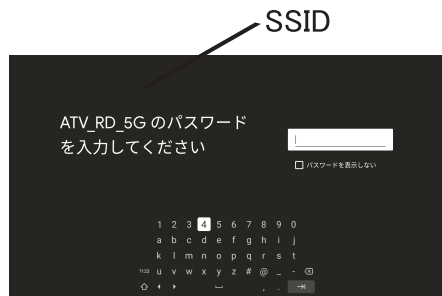 SSID
ATV_RD_5G のパスワード
を入力してください
パスワードを表示しない
1 2 3 4 5 6 7 8 9 0
a b c d e f g h i j
k l m n o p q r s t
?123 u v w x y z # @ _ -
, .